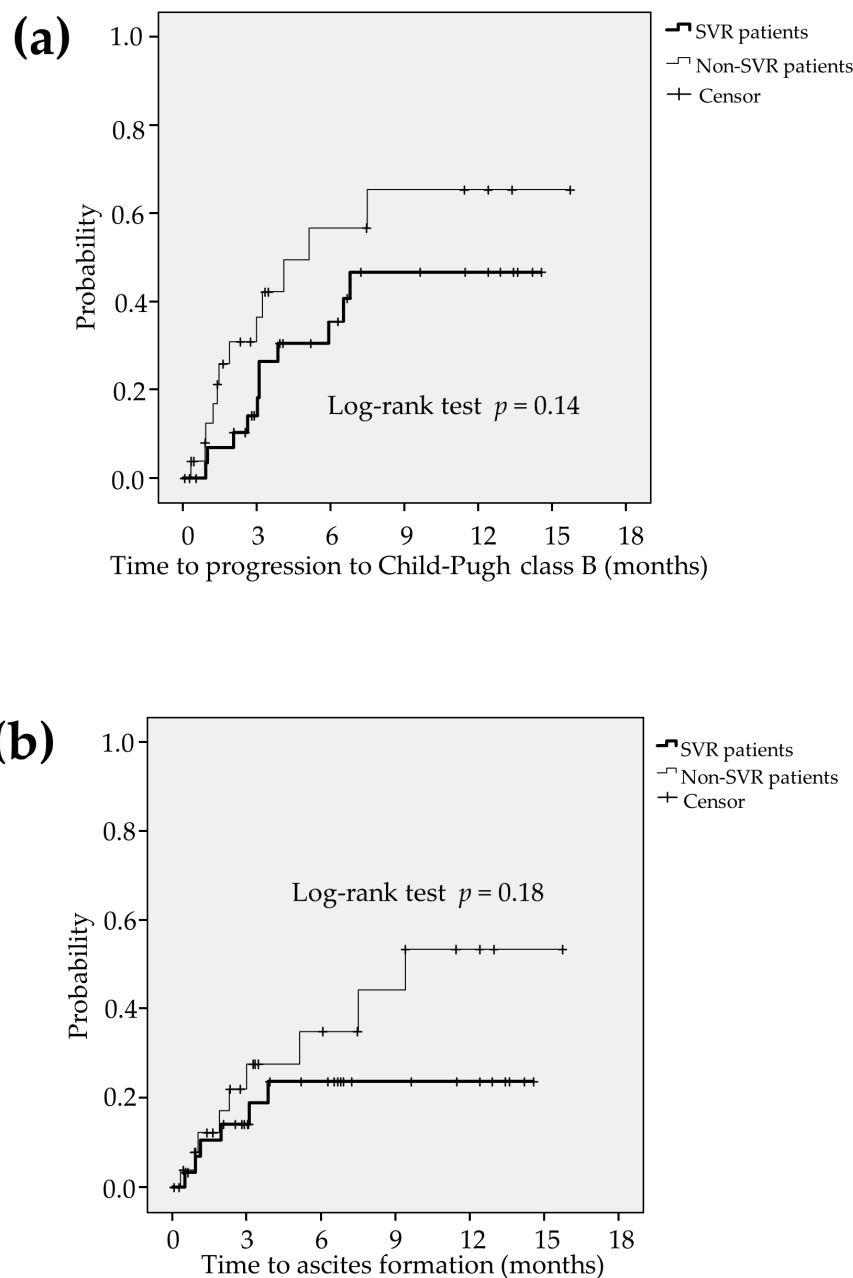 (a)
SVR patients
Non-SVR patients
Censor
1.0
0.8
0.6
0.4
0.2
0.0
Probability
Log-rank test p = 0.14
0 3 6 9 12 15 18
Time to progression to Child-Pugh class B (months)
(b)
SVR patients
Non-SVR patients
Censor
1.0
0.8
0.6
0.4
0.2
0.0
Probability
Log-rank test p = 0.18
0 3 6 9 12 15 18
Time to ascites formation (months)